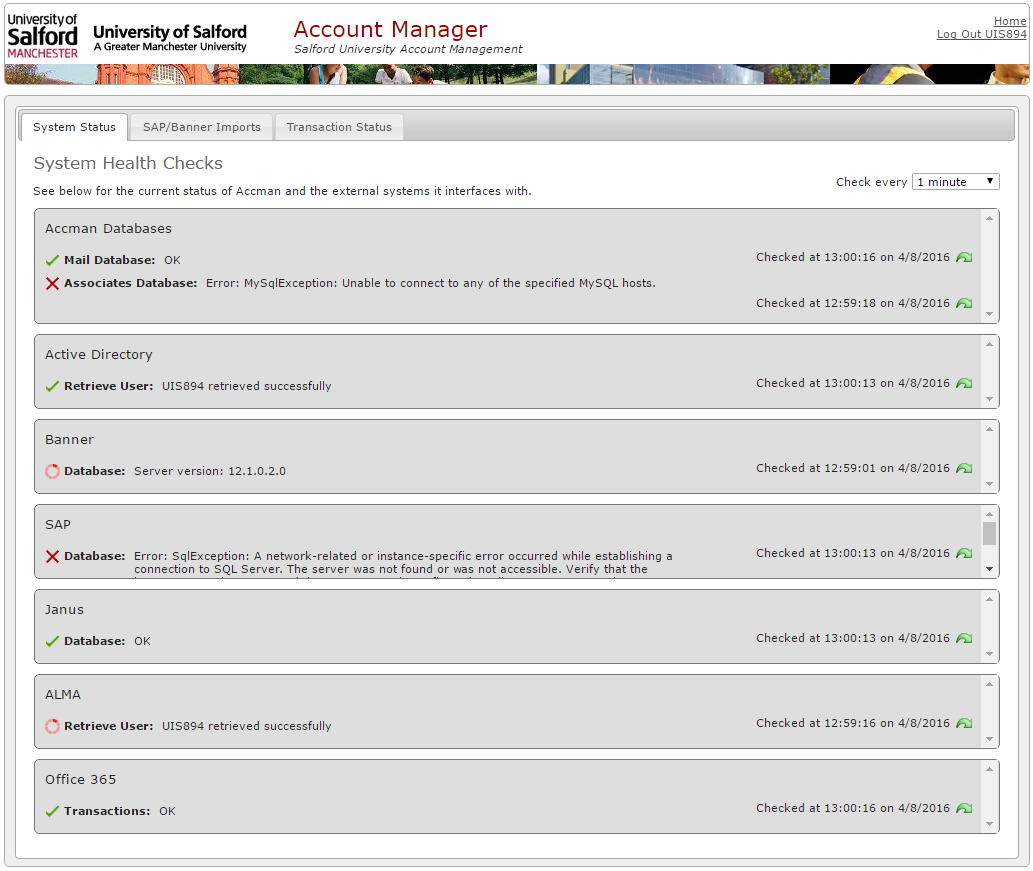 University of
Salford
MANCHESTER
University of Salford
A Greater Manchester University
Account Manager
Salford University Account Management
Home
Log Out UIS894
System Status
SAP/Banner Imports
Transaction Status
System Health Checks
See below for the current status of Accman and the external systems it interfaces with.
Check every 1 minute
Accman Databases
Mail Database: OK
Checked at 13:00:16 on 4/8/2016
Associates Database: Error: MySqlException: Unable to connect to any of the specified MySQL hosts.
Checked at 12:59:18 on 4/8/2016
Active Directory
Retrieve User: UIS894 retrieved successfully
Checked at 13:00:13 on 4/8/2016
Banner
Database: Server version: 12.1.0.2.0
Checked at 12:59:01 on 4/8/2016
SAP
Database: Error: SqlException: A network-related or instance-specific error occurred while establishing a
connection to SQL Server. The server was not found or was not accessible. Verify that the
Checked at 13:00:13 on 4/8/2016
Janus
Database: OK
Checked at 13:00:13 on 4/8/2016
ALMA
Retrieve User: UIS894 retrieved successfully
Checked at 12:59:16 on 4/8/2016
Office 365
Transactions: OK
Checked at 13:00:16 on 4/8/2016